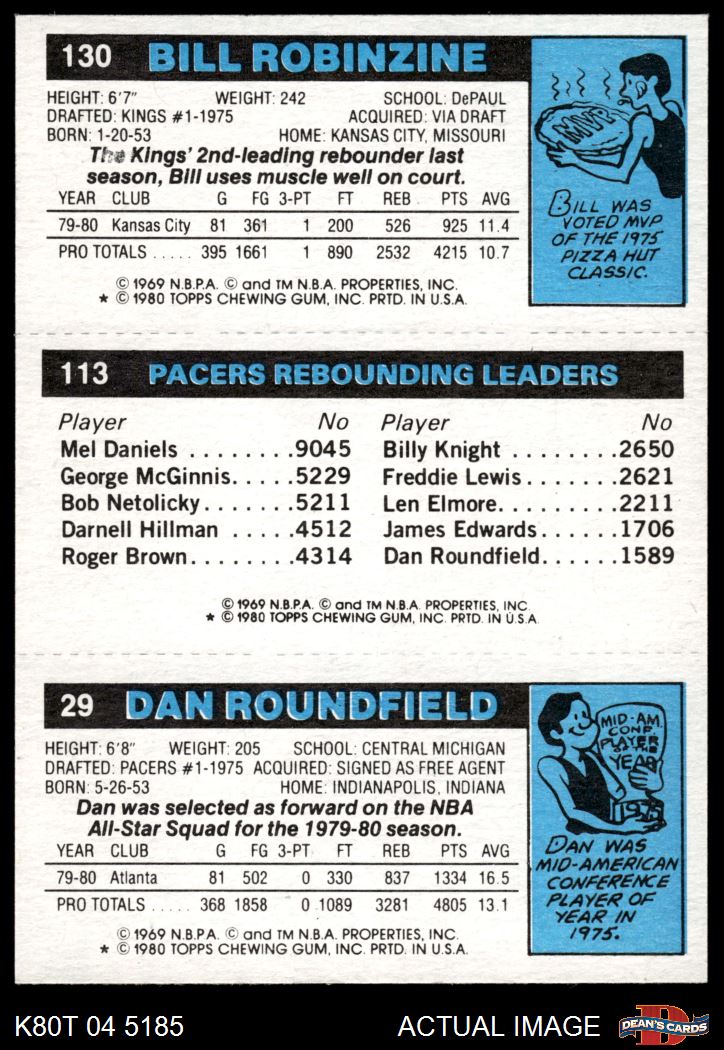 130 BILL ROBINZINE
HEIGHT: 6'7" WEIGHT: 242 SCHOOL: DePAUL
DRAFTED: KINGS #1-1975 ACQUIRED: VIA DRAFT
BORN: 1-20-53 HOME: KANSAS CITY, MISSOURI
The Kings' 2nd-leading rebounder last
season, Bill uses muscle well on court.
YEAR CLUB G FG 3-PT FT REB PTS AVG
79-80 Kansas City 81 361 1 200 526 925 11.4
PRO TOTALS ..... 395 1661 1 890 2532 4215 10.7
© 1969 N.B.P.A. © and TM N.B.A. PROPERTIES, INC.
* © 1980 TOPPS CHEWING GUM, INC. PRTD. IN U.S.A.
MVP
BILL WAS
VOTED MVP
OF THE 1975
PIZZA HUT
CLASSIC.
113 PACERS REBOUNDING LEADERS
Player No Player No
Mel Daniels ........9045 Billy Knight ........2650
George McGinnis.....5229 Freddie Lewis.......2621
Bob Netolicky.......5211 Len Elmore.........2211
Darnell Hillman .....4512 James Edwards......1706
Roger Brown........4314 Dan Roundfield......1589
© 1969 N.B.P.A. © and TM N.B.A. PROPERTIES, INC.
* © 1980 TOPPS CHEWING GUM, INC. PRTD. IN U.S.A.
29 DAN ROUNDFIELD
HEIGHT: 6'8" WEIGHT: 205 SCHOOL: CENTRAL MICHIGAN
DRAFTED: PACERS #1-1975 ACQUIRED: SIGNED AS FREE AGENT
BORN: 5-26-53 HOME: INDIANAPOLIS, INDIANA
Dan was selected as forward on the NBA
All-Star Squad for the 1979-80 season.
YEAR CLUB G FG 3-PT FT REB PTS AVG
79-80 Atlanta 81 502 0 330 837 1334 16.5
PRO TOTALS ..... 368 1858 0 1089 3281 4805 13.1
© 1969 N.B.P.A. © and TM N.B.A. PROPERTIES, INC.
* © 1980 TOPPS CHEWING GUM, INC. PRTD. IN U.S.A.
MID-AM.
CONF.
PLAYER
OF THE
YEAR
1975
DAN WAS
MID-AMERICAN
CONFERENCE
PLAYER OF
YEAR IN
1975.
K80T 04 5185 ACTUAL IMAGE
D
DEAN'S CARDS